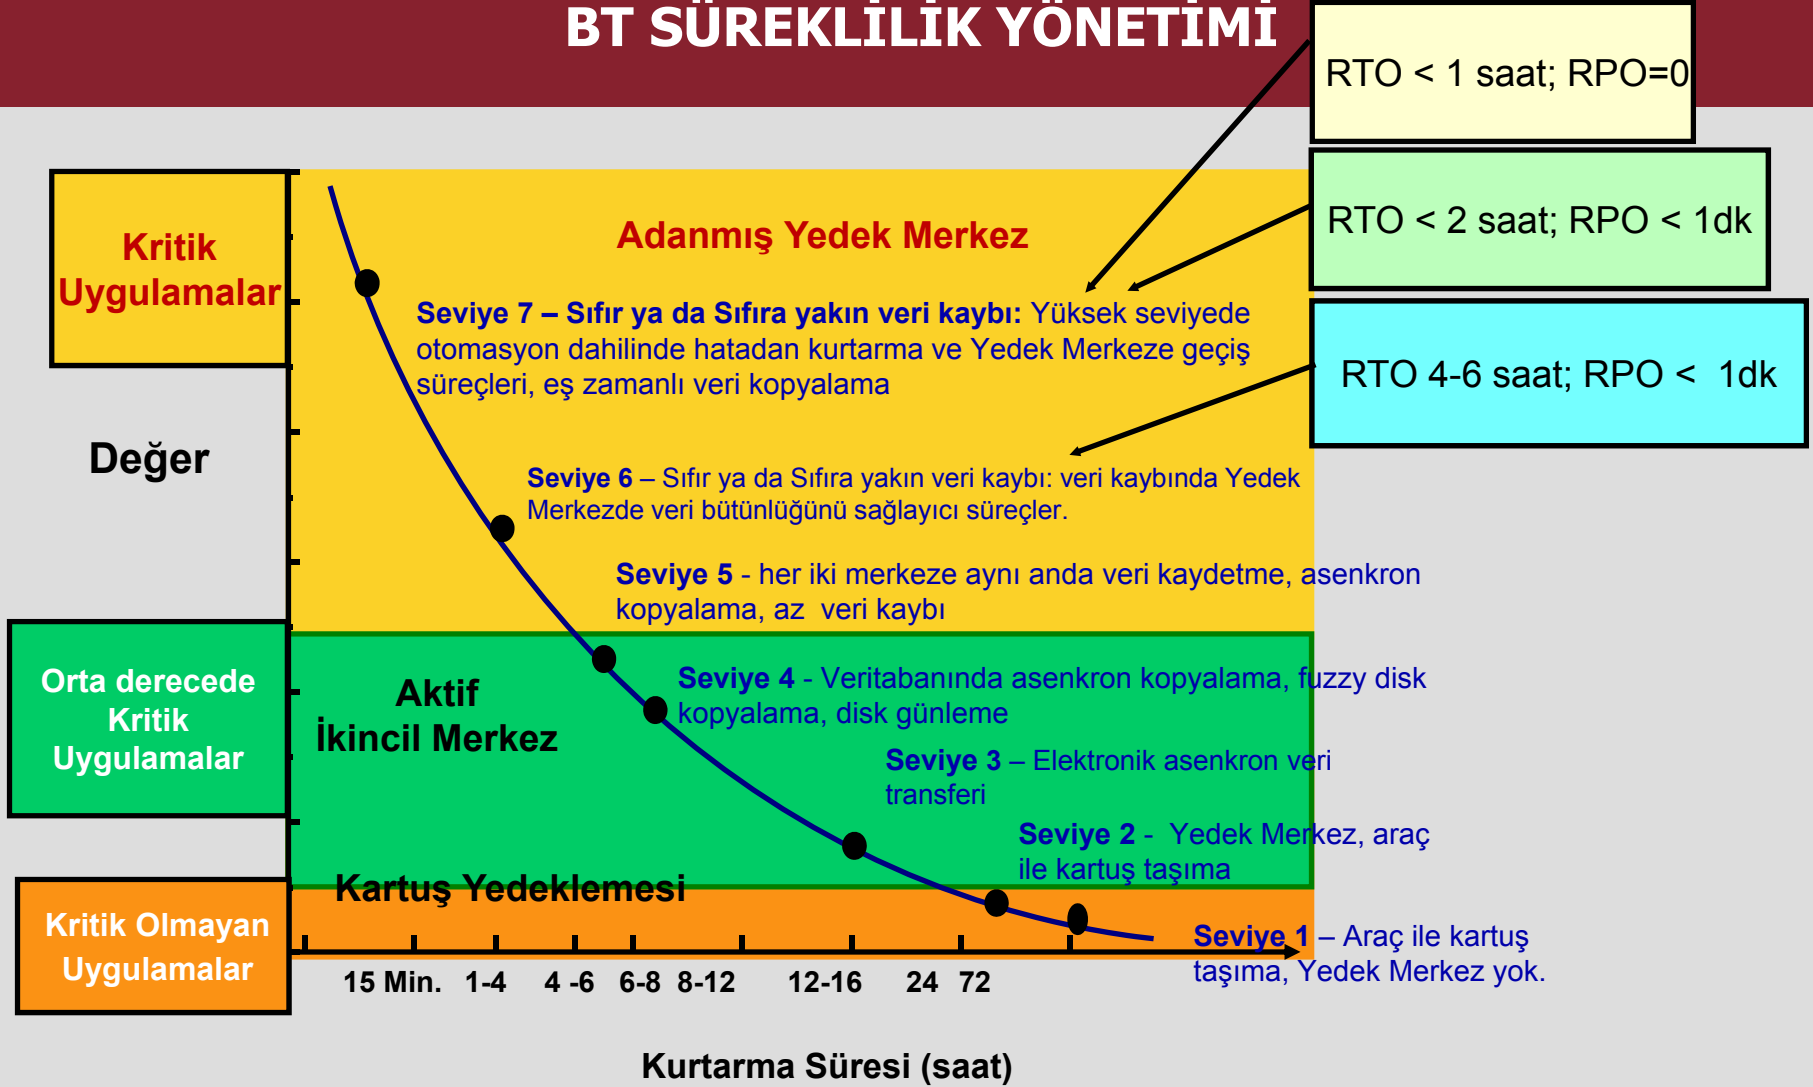 BT SÜREKLİLİK YÖNETİMİ
RTO < 1 saat; RPO=0
RTO < 2 saat; RPO < 1dk
RTO 4-6 saat; RPO <  1dk
Kritik
Uygulamalar
Adanmış Yedek Merkez
Seviye 7 – Sıfır ya da Sıfıra yakın veri kaybı: Yüksek seviyede
otomasyon dahilinde hatadan kurtarma ve Yedek Merkeze geçiş
süreçleri, eş zamanlı veri kopyalama
Değer
Seviye 6 – Sıfır ya da Sıfıra yakın veri kaybı: veri kaybında Yedek
Merkezde veri bütünlüğünü sağlayıcı süreçler.
Seviye 5 - her iki merkeze aynı anda veri kaydetme, asenkron
kopyalama, az  veri kaybı
Orta derecede
Kritik
Uygulamalar
Aktif
İkincil Merkez
Seviye 4 - Veritabanında asenkron kopyalama, fuzzy disk
kopyalama, disk günleme
Seviye 3 – Elektronik asenkron veri
transferi
Seviye 2 -  Yedek Merkez, araç
ile kartuş taşıma
Kartuş Yedeklemesi
Kritik Olmayan
Uygulamalar
Seviye 1 – Araç ile kartuş
taşıma, Yedek Merkez yok.
15 Min.  1-4  4 -6  6-8  8-12  12-16  24  72
Kurtarma Süresi (saat)